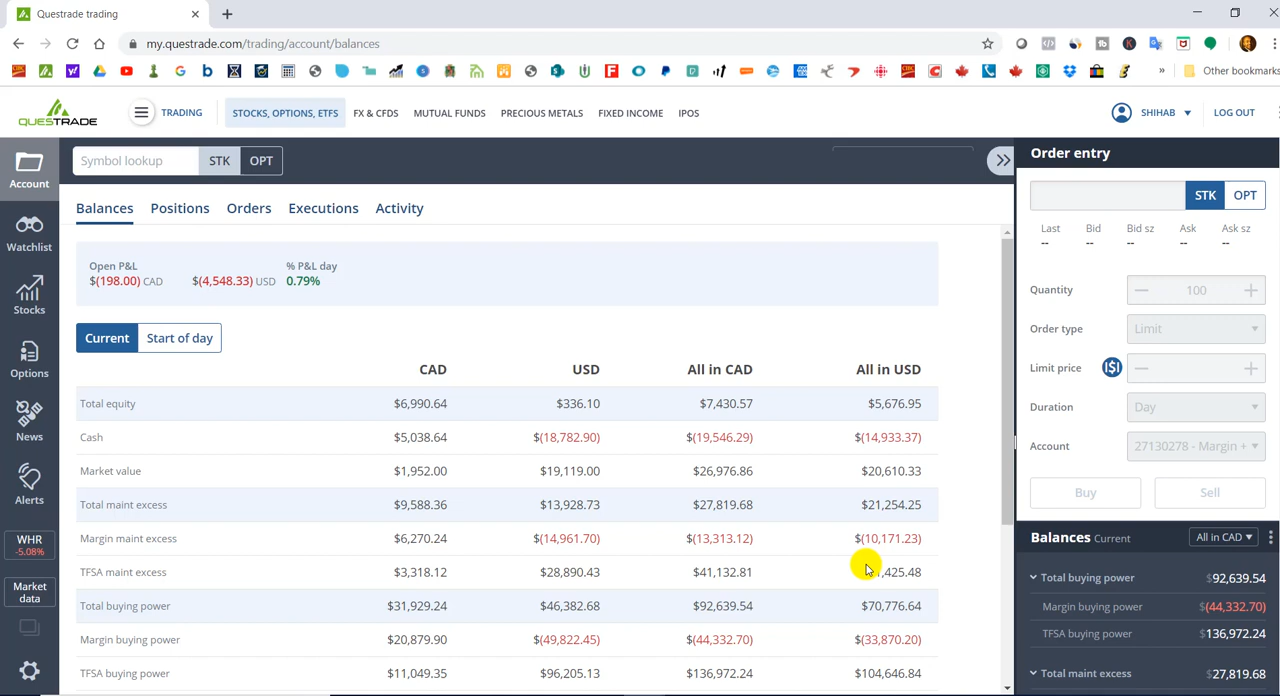 Questrade trading
my.questrade.com/trading/account/balances
Other bookmarks
QUESTRADE
TRADING
STOCKS, OPTIONS, ETFS
FX & CFDS
MUTUAL FUNDS
PRECIOUS METALS
FIXED INCOME
IPOS
SHIHAB
LOG OUT
Account
Watchlist
Stocks
Options
News
Alerts
WHR
-5.08%
Market
data
Symbol lookup STK OPT
Balances Positions Orders Executions Activity
Open P&L % P&L day
$(198.00) CAD $(4,548.33) USD 0.79%
Current Start of day
CAD USD All in CAD All in USD
Total equity $6,990.64 $336.10 $7,430.57 $5,676.95
Cash $5,038.64 $(18,782.90) $(19,546.29) $(14,933.37)
Market value $1,952.00 $19,119.00 $26,976.86 $20,610.33
Total maint excess $9,588.36 $13,928.73 $27,819.68 $21,254.25
Margin maint excess $6,270.24 $(14,961.70) $(13,313.12) $(10,171.23)
TFSA maint excess $3,318.12 $28,890.43 $41,132.81
Total buying power $31,929.24 $46,382.68 $92,639.54 $70,776.64
Margin buying power $20,879.90 $(49,822.45) $(44,332.70) $(33,870.20)
TFSA buying power $11,049.35 $96,205.13 $136,972.24 $104,646.84
Order entry
STK OPT
Last Bid Bid sz Ask Ask sz
-- -- -- -- --
Quantity 100
Order type Limit
Limit price
Duration Day
Account 27130278 - Margin +
Buy Sell
Balances Current All in CAD
Total buying power $92,639.54
Margin buying power $(44,332.70)
TFSA buying power $136,972.24
Total maint excess $27,819.68